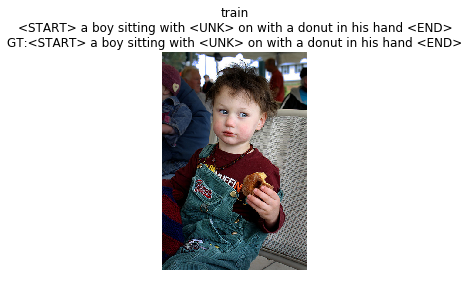 train
<START> a boy sitting with <UNK> on with a donut in his hand <END>
GT:<START> a boy sitting with <UNK> on with a donut in his hand <END>